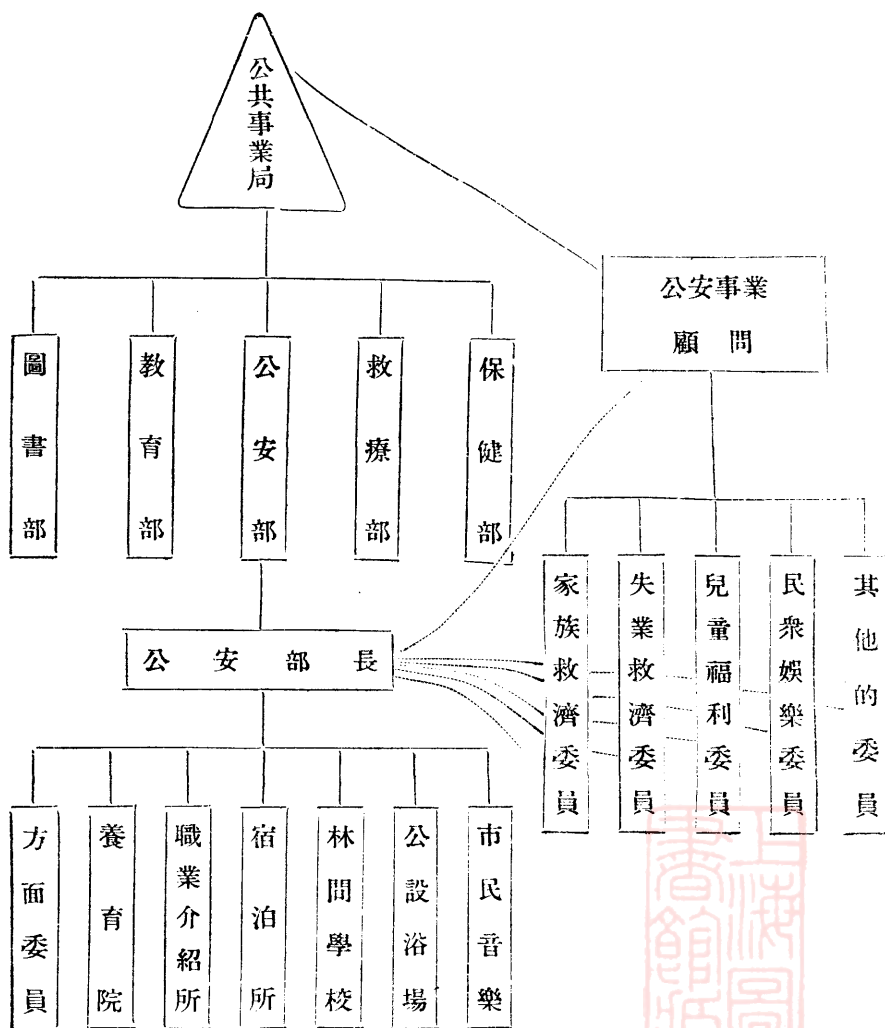 公共事業局
公安事業
顧問
保健部
救療部
公安部
教育部
圖書部
其他的委員
民衆娛樂委員
兒童福利委員
失業救濟委員
家族救濟委員
公安部長
市民音樂
公設浴場
林間學校
宿泊所
職業介紹所
養育院
方面委員